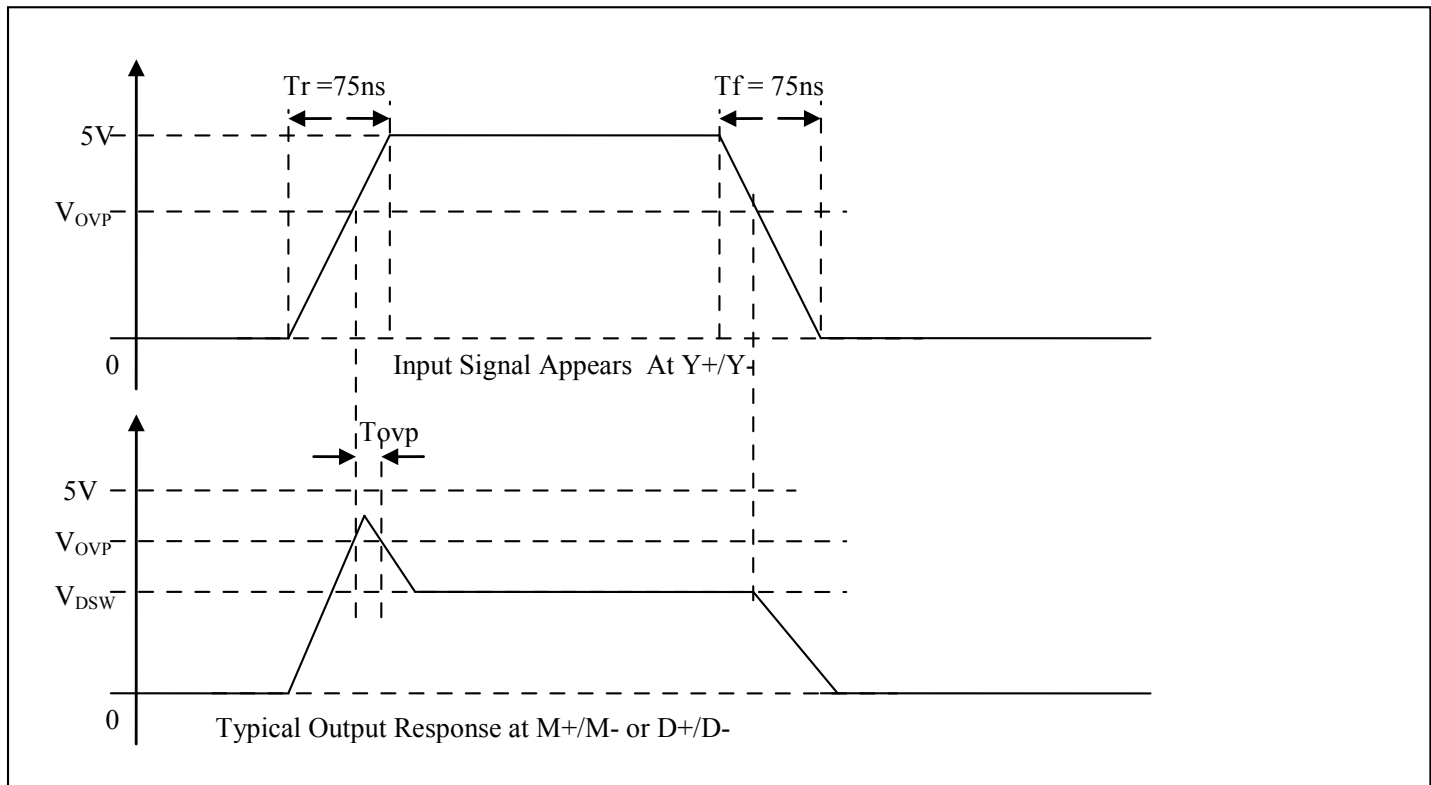 Tr =75ns
Tf = 75ns
5V
VOVP
0
Input Signal Appears At Y+/Y-
Tovp
5V
VOVP
VDSW
0
Typical Output Response at M+/M- or D+/D-